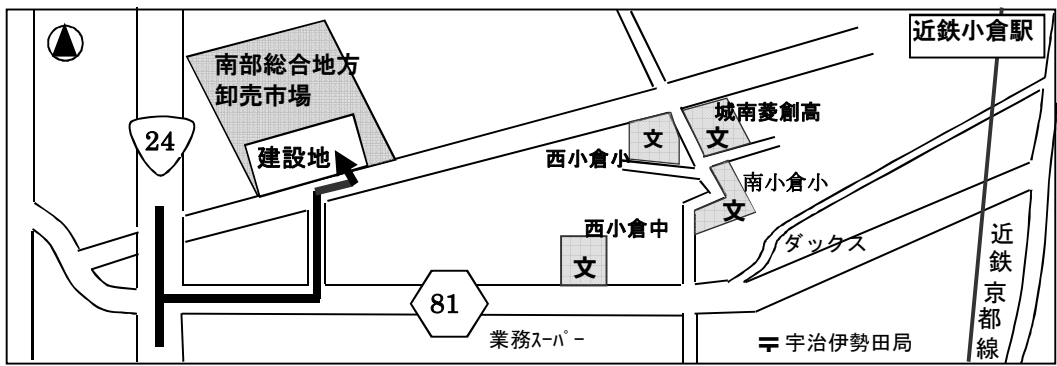 近鉄小倉駅
南部総合地方
卸売市場
24
建設地
城南菱創高
文
文
西小倉小
南小倉小
文
西小倉中
文
ダックス
近鉄京都線
81
業務ｽｰﾊﾟｰ
〒宇治伊勢田局